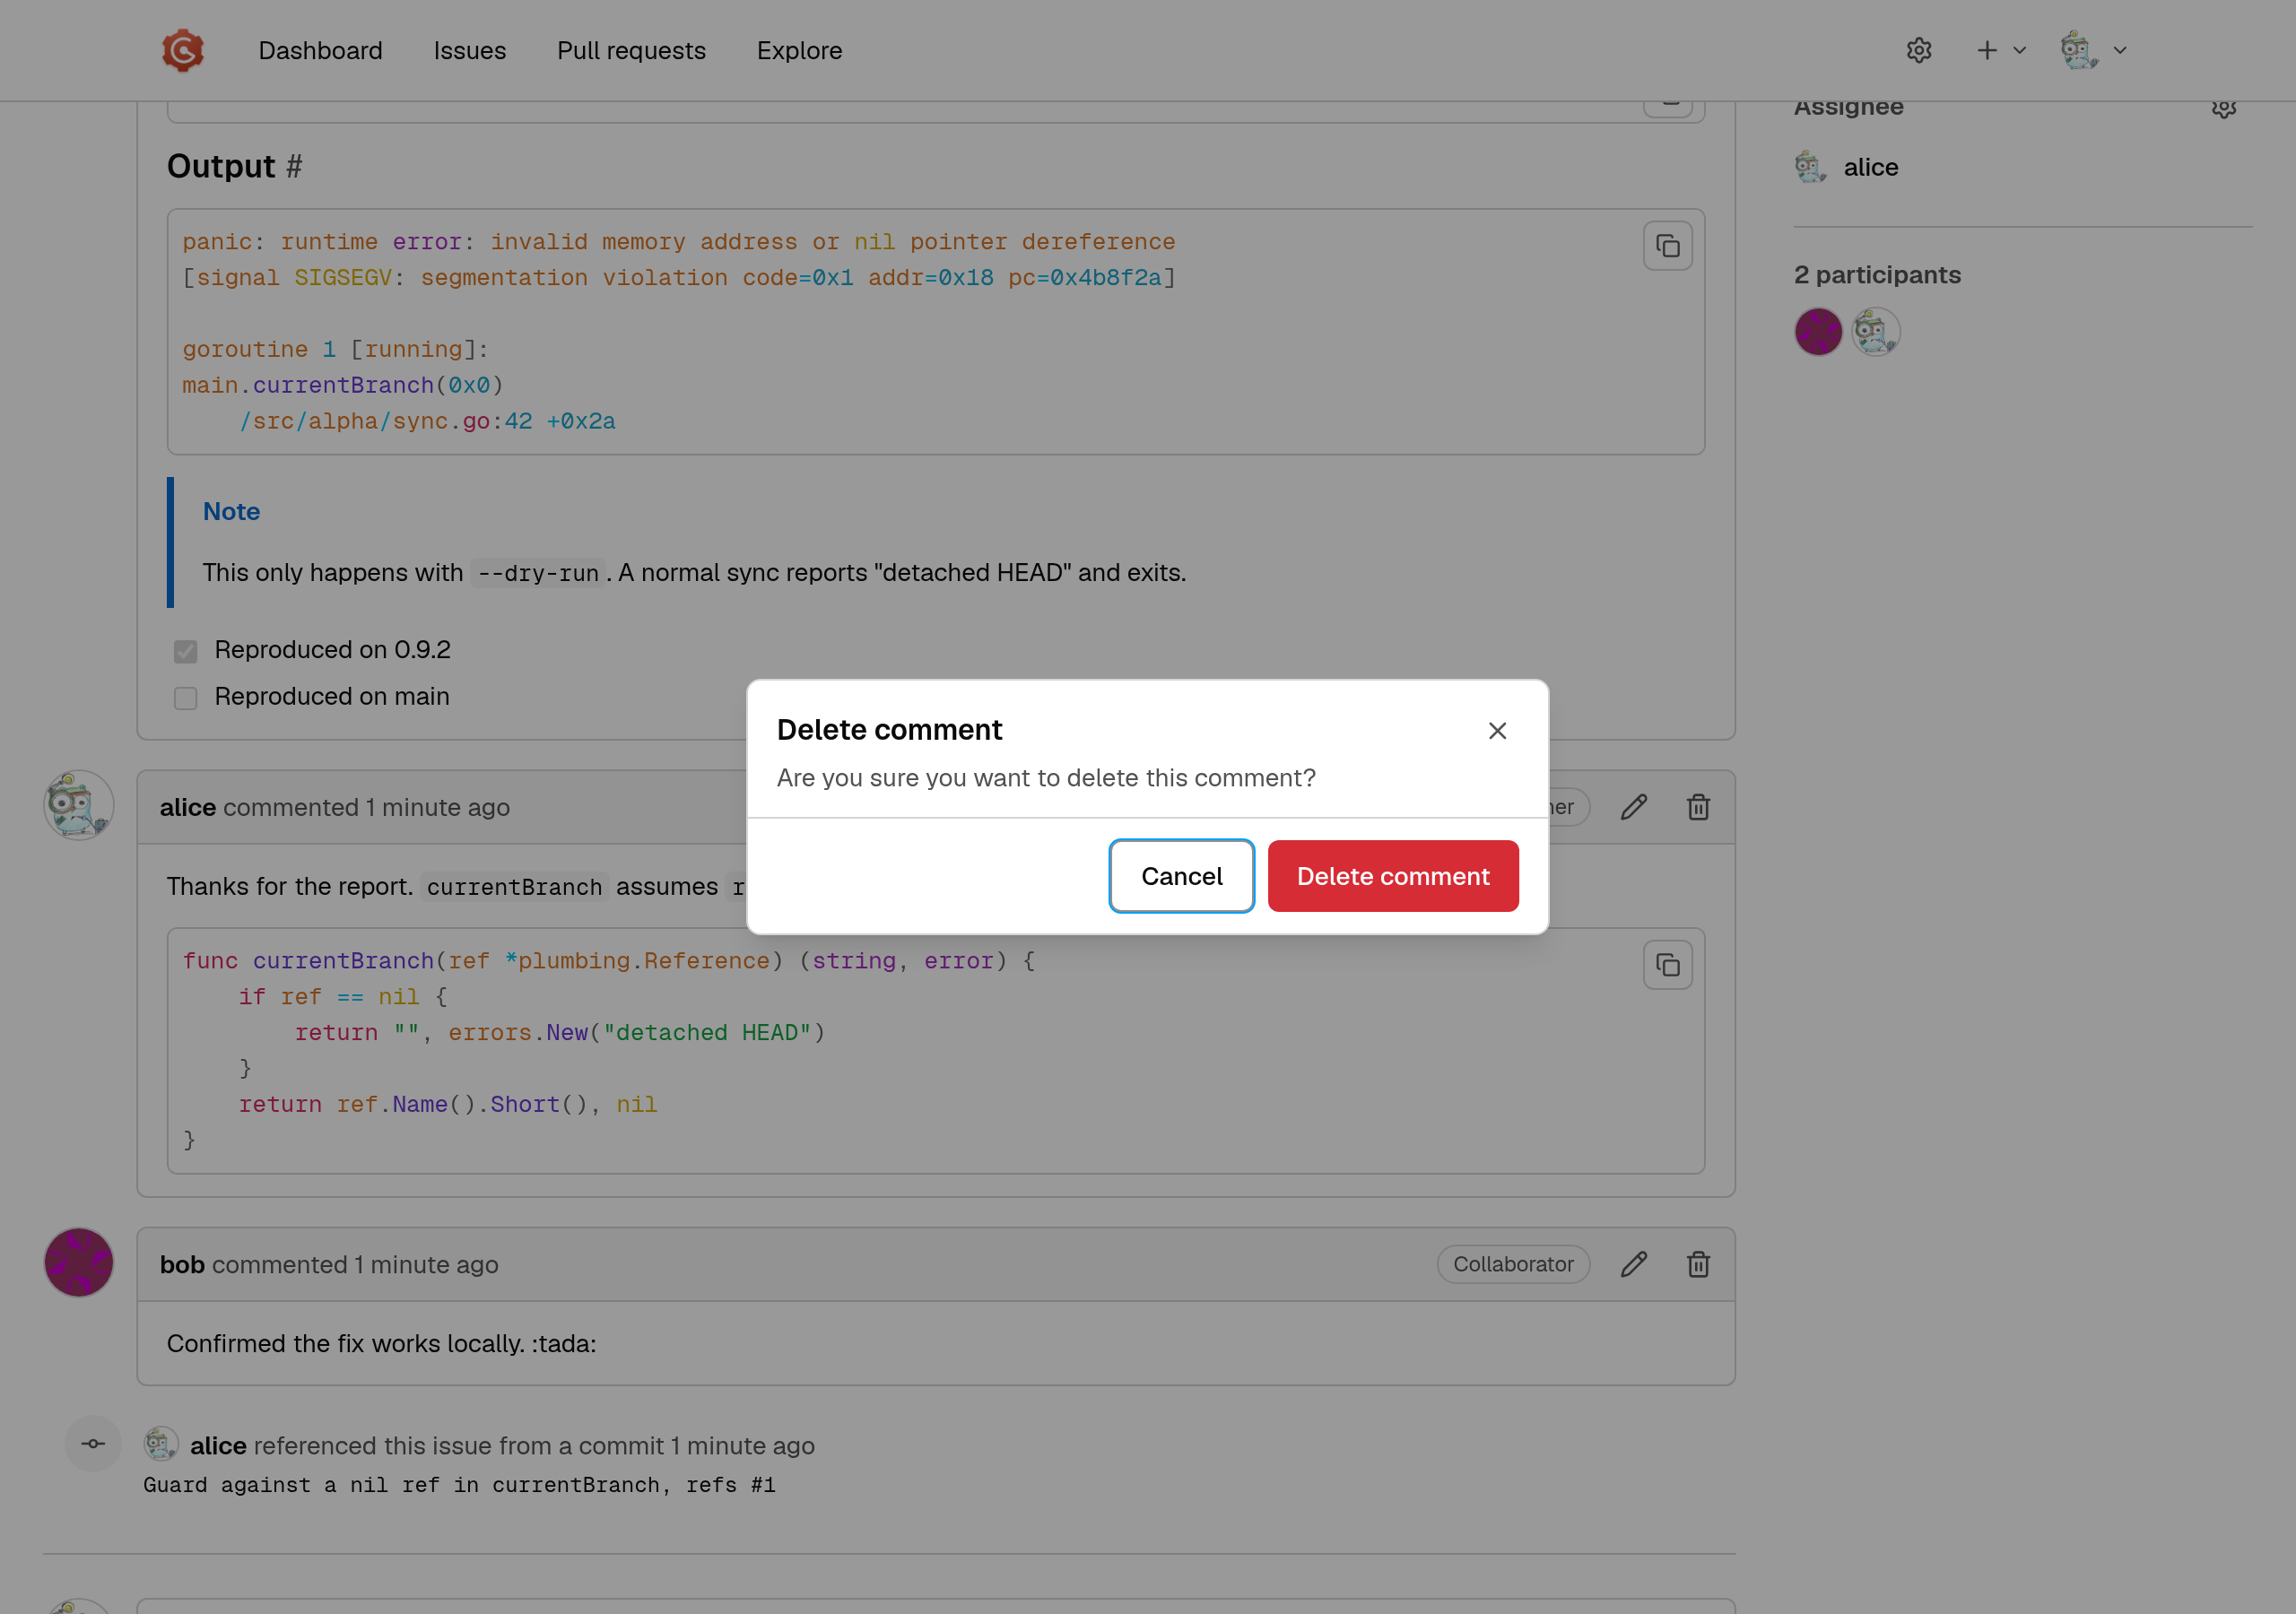 Dashboard Issues Pull requests Explore
Assignee
alice
2 participants
Output #
panic: runtime error: invalid memory address or nil pointer dereference
[signal SIGSEGV: segmentation violation code=0x1 addr=0x18 pc=0x4b8f2a]
goroutine 1 [running]:
main.currentBranch(0x0)
/src/alpha/sync.go:42 +0x2a
Note
This only happens with --dry-run. A normal sync reports "detached HEAD" and exits.
Reproduced on 0.9.2
Reproduced on main
Delete comment
Are you sure you want to delete this comment?
Cancel Delete comment
alice commented 1 minute ago
Thanks for the report. currentBranch assumes
func currentBranch(ref *plumbing.Reference) (string, error) {
if ref == nil {
return "", errors.New("detached HEAD")
}
return ref.Name().Short(), nil
}
bob commented 1 minute ago Collaborator
Confirmed the fix works locally. :tada:
alice referenced this issue from a commit 1 minute ago
Guard against a nil ref in currentBranch, refs #1